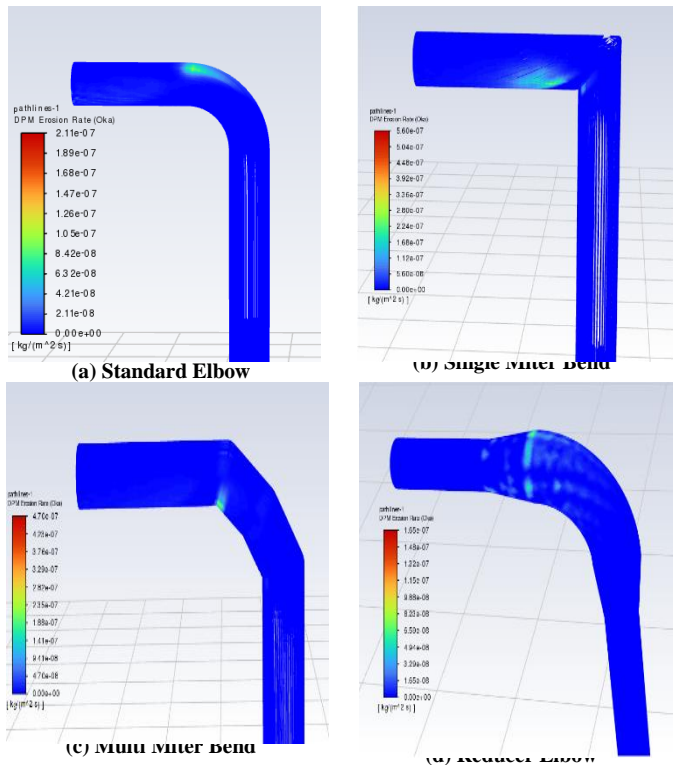 pathlines-1
DPM Erosion Rate (Oka)
2.11e-07
1.89e-07
1.68e-07
1.47e-07
1.26e-07
1.05e-07
8.42e-08
6.32e-08
4.21e-08
2.11e-08
0.00e+00
[ kg/(m^2 s) ]
(a) Standard Elbow
pathlines-1
DPM Erosion Rate (Oka)
5.60e-07
5.04e-07
4.48e-07
3.92e-07
3.36e-07
2.80e-07
2.24e-07
1.68e-07
1.12e-07
5.60e-08
0.00e+00
[ kg/(m^2 s) ]
(b) Single Miter Bend
pathlines-1
DPM Erosion Rate (Oka)
4.70e-07
4.23e-07
3.76e-07
3.29e-07
2.82e-07
2.35e-07
1.88e-07
1.41e-07
9.41e-08
4.70e-08
0.00e+00
[ kg/(m^2 s) ]
(c) Multi Miter Bend
pathlines-1
DPM Erosion Rate (Oka)
1.65e-07
1.48e-07
1.32e-07
1.15e-07
9.88e-08
8.23e-08
6.58e-08
4.94e-08
3.29e-08
1.65e-08
0.00e+00
[ kg/(m^2 s) ]
(d) Reducer Elbow